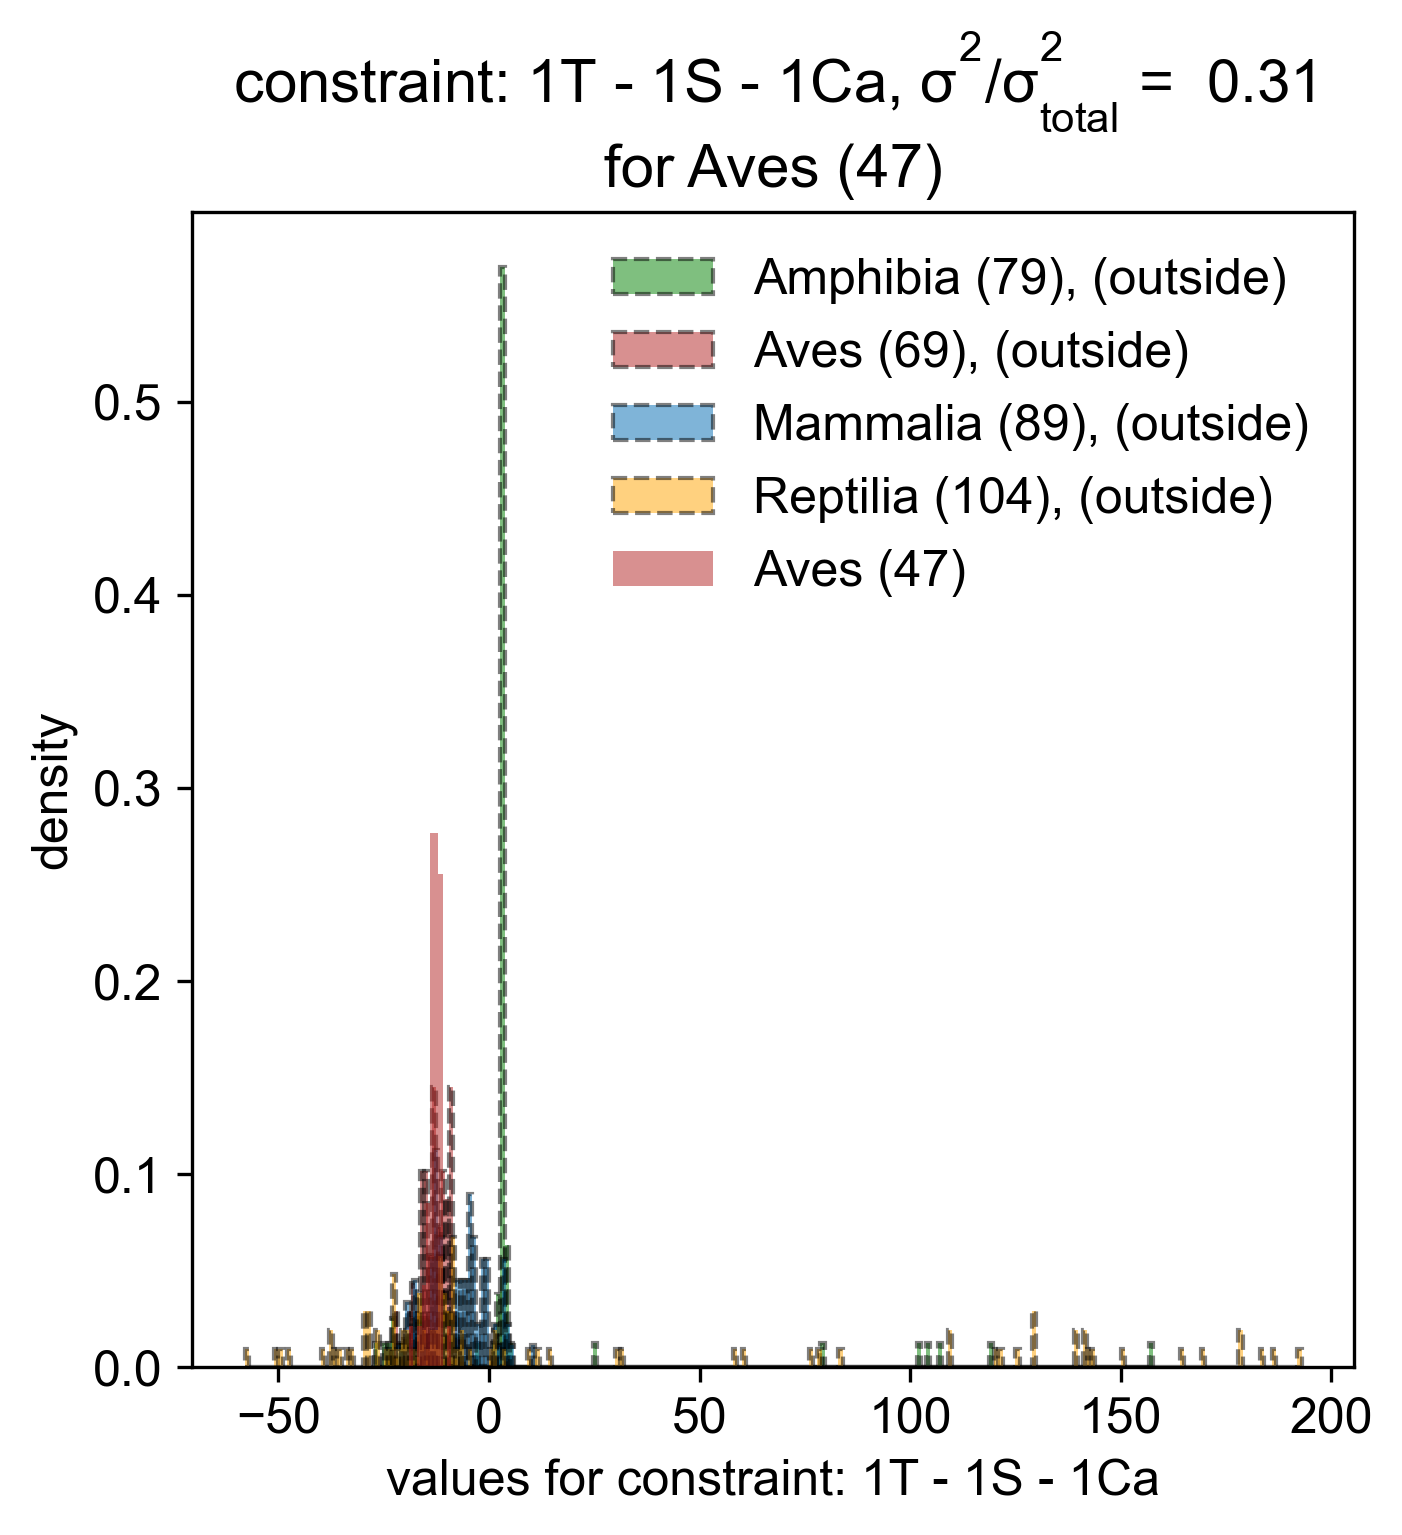 constraint: 1T - 1S - 1Ca, σ²/σ²total = 0.31
for Aves (47)
Amphibia (79), (outside)
Aves (69), (outside)
Mammalia (89), (outside)
Reptilia (104), (outside)
Aves (47)
density
0.5
0.4
0.3
0.2
0.1
0.0
−50 0 50 100 150 200
values for constraint: 1T - 1S - 1Ca